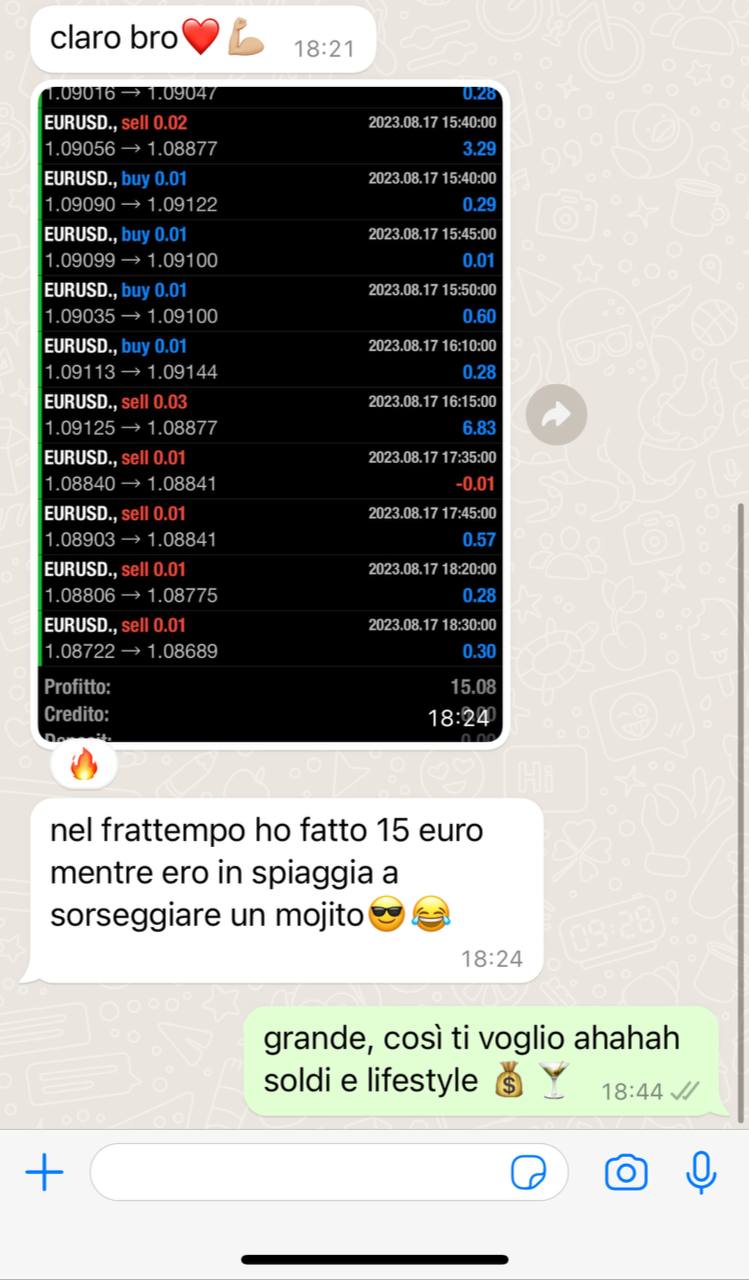 claro bro❤️💪🏼 18:21
1.09016 → 1.09047 0.28
EURUSD., sell 0.02 2023.08.17 15:40:00
1.09056 → 1.08877 3.29
EURUSD., buy 0.01 2023.08.17 15:40:00
1.09090 → 1.09122 0.29
EURUSD., buy 0.01 2023.08.17 15:45:00
1.09099 → 1.09100 0.01
EURUSD., buy 0.01 2023.08.17 15:50:00
1.09035 → 1.09100 0.60
EURUSD., buy 0.01 2023.08.17 16:10:00
1.09113 → 1.09144 0.28
EURUSD., sell 0.03 2023.08.17 16:15:00
1.09125 → 1.08877 6.83
EURUSD., sell 0.01 2023.08.17 17:35:00
1.08840 → 1.08841 -0.01
EURUSD., sell 0.01 2023.08.17 17:45:00
1.08903 → 1.08841 0.57
EURUSD., sell 0.01 2023.08.17 18:20:00
1.08806 → 1.08775 0.28
EURUSD., sell 0.01 2023.08.17 18:30:00
1.08722 → 1.08689 0.30
Profitto: 15.08
Credito:
18:24
🔥
nel frattempo ho fatto 15 euro
mentre ero in spiaggia a
sorseggiare un mojito😎😂
18:24
grande, così ti voglio ahahah
soldi e lifestyle 💰🍸 18:44